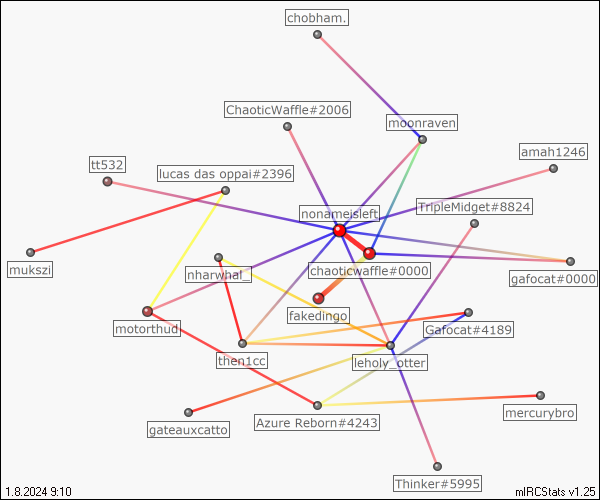 chobham.
ChaoticWaffle#2006
moonraven
amah1246
tt532
lucas das oppai#2396
TripleMidget#8824
nonameisleft
mukszi
nharwhal_
chaoticwaffle#0000
gafocat#0000
fakedingo
motorthud
Gafocat#4189
then1cc
leholy_otter
mercurybro
Azure Reborn#4243
gateauxcatto
Thinker#5995
1.8.2024 9:10
mIRCStats v1.25